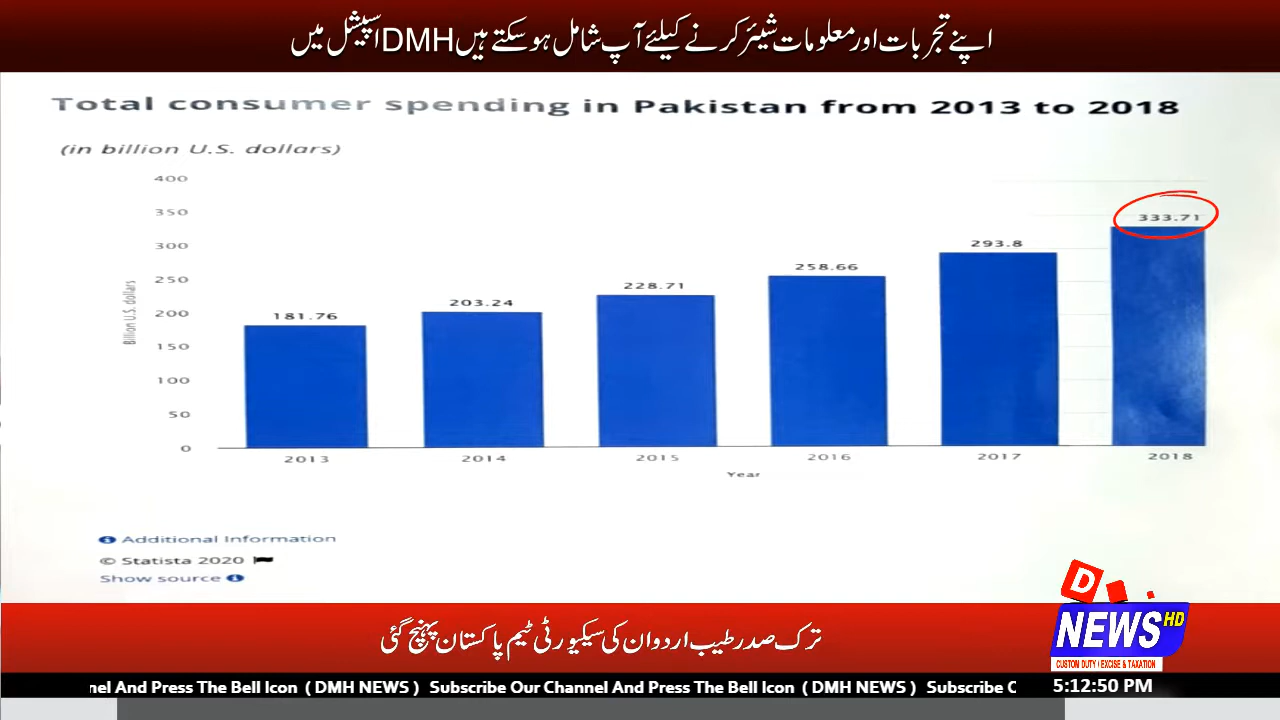 اپنے تجربات اور معلومات شیئر کرنے کیلئے آپ شامل ہو سکتے ہیں DMH اسپیشل میں
Total consumer spending in Pakistan from 2013 to 2018
(in billion U.S. dollars)
400
350
300
250
200
150
100
50
0
Billion U.S. dollars
181.76
203.24
228.71
258.66
293.8
333.71
2013 2014 2015 2016 2017 2018
Year
Additional Information
© Statista 2020
Show source
D
NEWS HD
CUSTOM DUTY / EXCISE & TAXATION
ترک صدر طیب اردوان کی سیکیورٹی ٹیم پاکستان پہنچ گئی
nel And Press The Bell Icon ( DMH NEWS ) Subscribe Our Channel And Press The Bell Icon ( DMH NEWS ) Subscribe O
5:12:50 PM